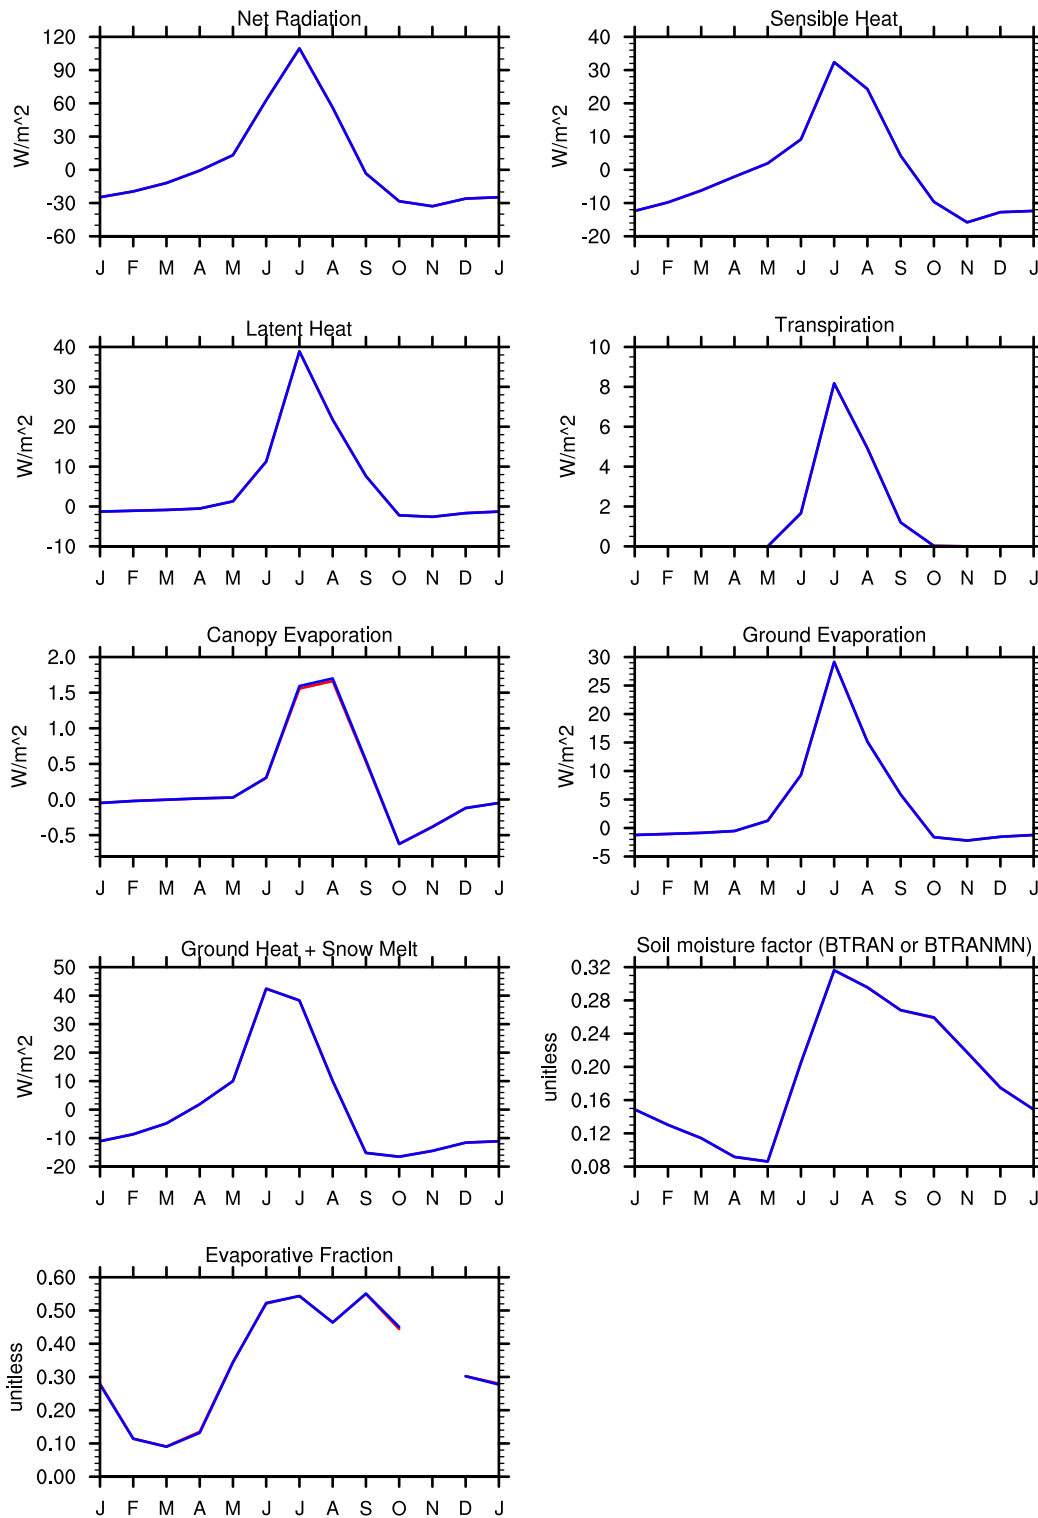 Net Radiation
120
90
60
30
0
-30
-60
W/m^2
J F M A M J J A S O N D J
Sensible Heat
40
30
20
10
0
-10
-20
W/m^2
J F M A M J J A S O N D J
Latent Heat
40
30
20
10
0
-10
W/m^2
J F M A M J J A S O N D J
Transpiration
10
8
6
4
2
0
W/m^2
J F M A M J J A S O N D J
Canopy Evaporation
2.0
1.5
1.0
0.5
0.0
-0.5
W/m^2
J F M A M J J A S O N D J
Ground Evaporation
30
25
20
15
10
5
0
-5
W/m^2
J F M A M J J A S O N D J
Ground Heat + Snow Melt
50
40
30
20
10
0
-10
-20
W/m^2
J F M A M J J A S O N D J
Soil moisture factor (BTRAN or BTRANMN)
0.32
0.28
0.24
0.20
0.16
0.12
0.08
unitless
J F M A M J J A S O N D J
Evaporative Fraction
0.60
0.50
0.40
0.30
0.20
0.10
0.00
unitless
J F M A M J J A S O N D J